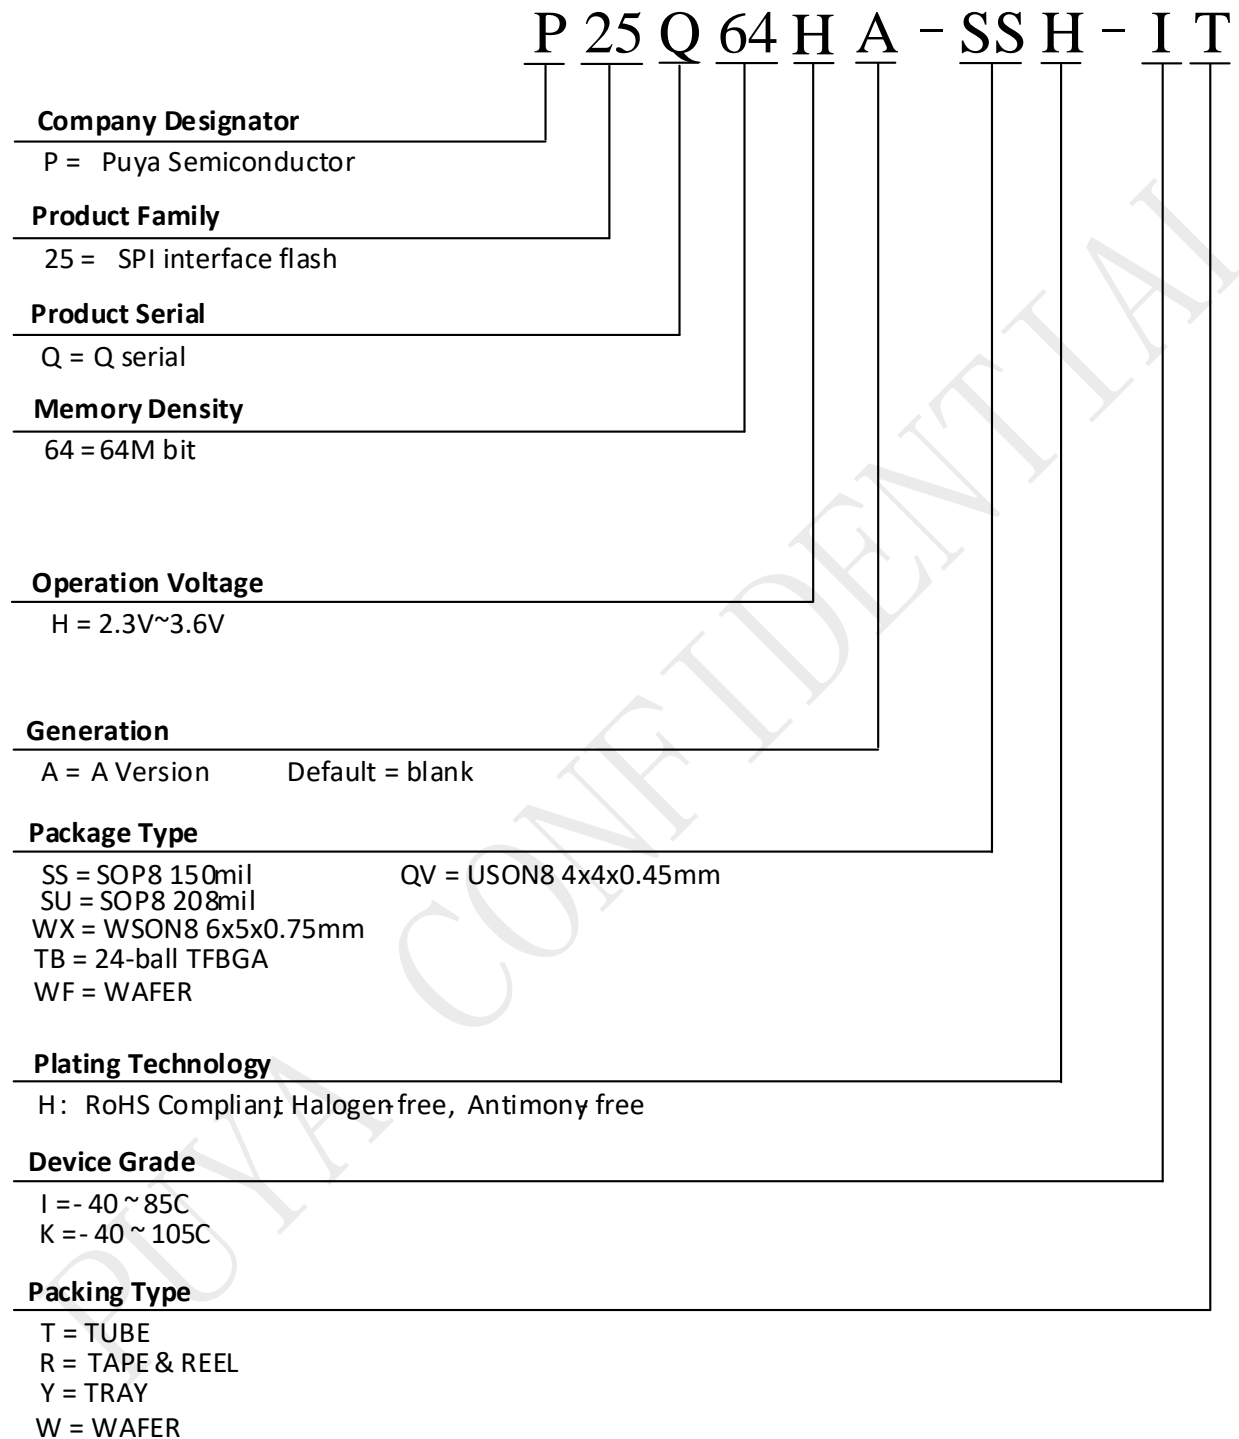 P 25 Q 64 H A - SS H - I T
Company Designator
P = Puya Semiconductor
Product Family
25 = SPI interface flash
Product Serial
Q = Q serial
Memory Density
64 = 64M bit
Operation Voltage
H = 2.3V~3.6V
Generation
A = A Version Default = blank
Package Type
SS = SOP8 150mil QV = USON8 4x4x0.45mm
SU = SOP8 208mil
WX = WSON8 6x5x0.75mm
TB = 24-ball TFBGA
WF = WAFER
Plating Technology
H: RoHS Compliant, Halogen-free, Antimony-free
Device Grade
I = - 40 ~ 85C
K = - 40 ~ 105C
Packing Type
T = TUBE
R = TAPE & REEL
Y = TRAY
W = WAFER
PUYA CONFIDENTIAL